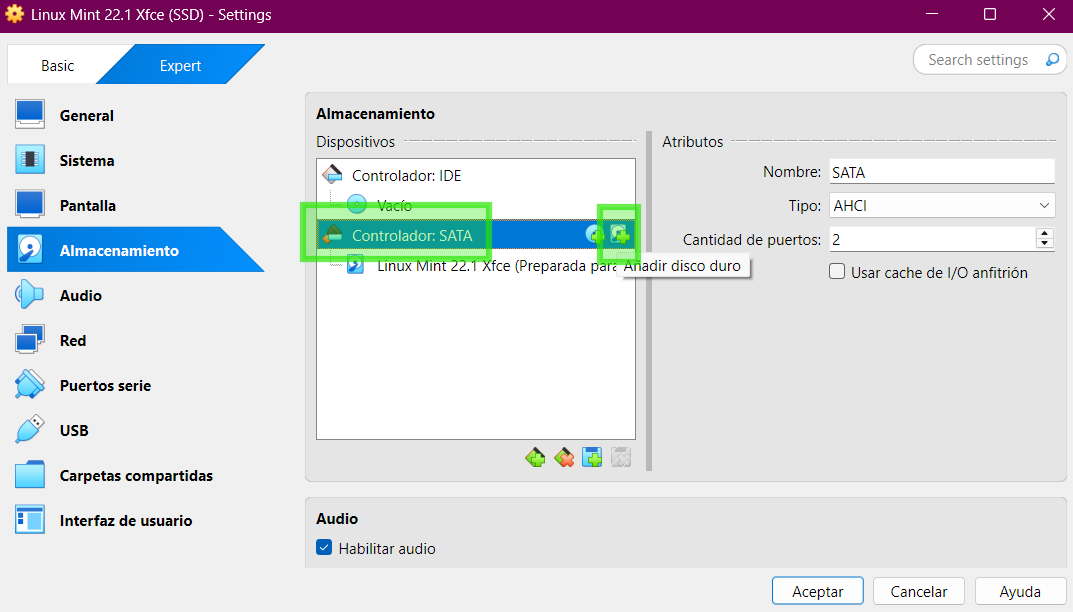 Linux Mint 22.1 Xfce (SSD) - Settings
Basic
Expert
Search settings
General
Sistema
Pantalla
Almacenamiento
Audio
Red
Puertos serie
USB
Carpetas compartidas
Interfaz de usuario
Almacenamiento
Dispositivos
Controlador: IDE
Vacío
Controlador: SATA
Linux Mint 22.1 Xfce (Preparada para
Añadir disco duro
Atributos
Nombre: SATA
Tipo: AHCI
Cantidad de puertos: 2
Usar cache de I/O anfitrión
Audio
Habilitar audio
Aceptar
Cancelar
Ayuda